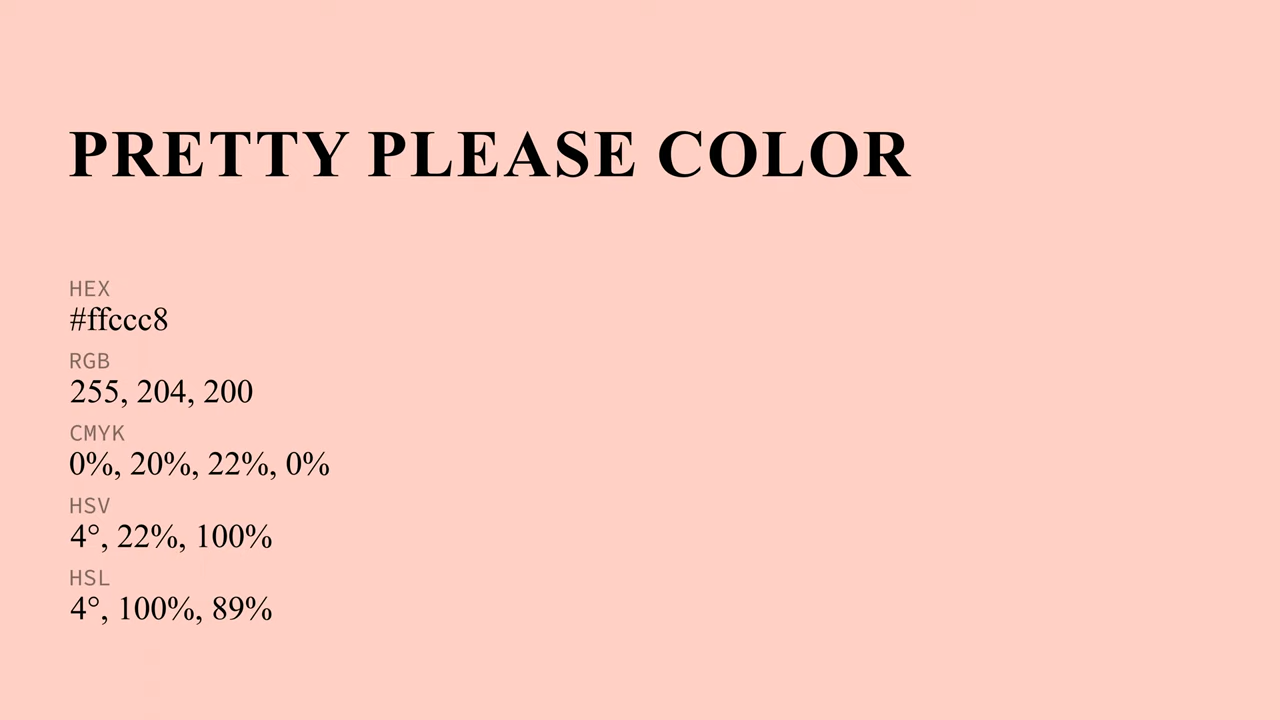 PRETTY PLEASE COLOR
HEX
#ffccc8
RGB
255, 204, 200
CMYK
0%, 20%, 22%, 0%
HSV
4°, 22%, 100%
HSL
4°, 100%, 89%